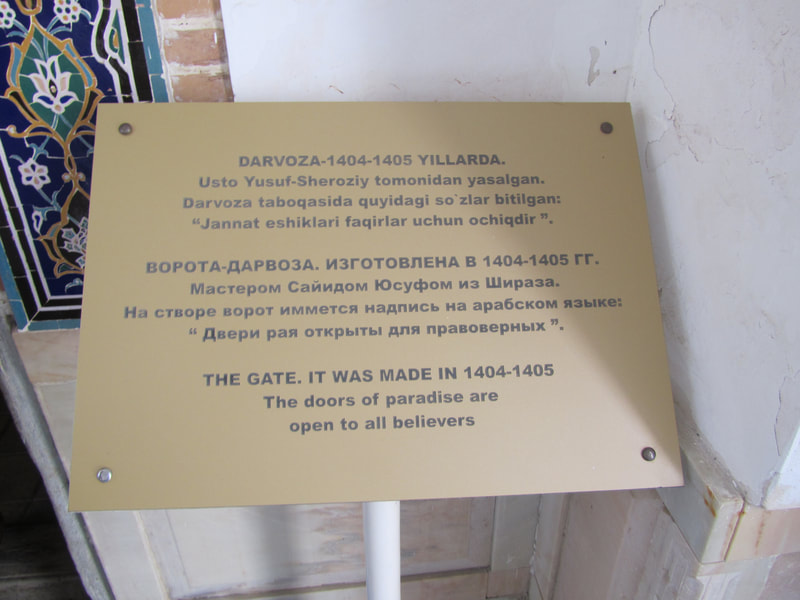 DARVOZA-1404-1405 YILLARDA.
Usto Yusuf-Sheroziy tomonidan yasalgan.
Darvoza taboqasida quyidagi so`zlar bitilgan:
“Jannat eshiklari faqirlar uchun ochiqdir ”.
ВОРОТА-ДАРВОЗА. ИЗГОТОВЛЕНА В 1404-1405 ГГ.
Мастером Сайидом Юсуфом из Шираза.
На створе ворот иммется надпись на арабском языке:
“ Двери рая открыты для правоверных ”.
THE GATE. IT WAS MADE IN 1404-1405
The doors of paradise are
open to all believers